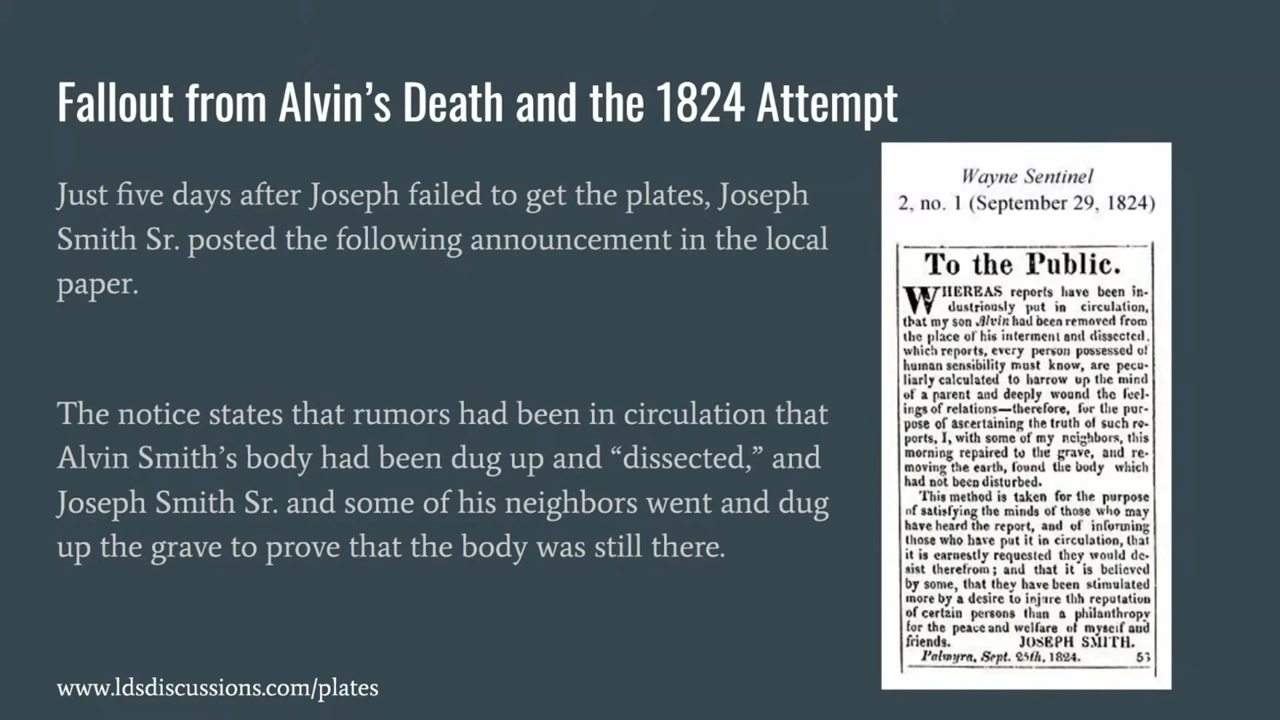 Fallout from Alvin's Death and the 1824 Attempt
Just five days after Joseph failed to get the plates, Joseph
Smith Sr. posted the following announcement in the local
paper.
The notice states that rumors had been in circulation that
Alvin Smith's body had been dug up and “dissected,” and
Joseph Smith Sr. and some of his neighbors went and dug
up the grave to prove that the body was still there.
www.ldsdiscussions.com/plates
Wayne Sentinel
2, no. 1 (September 29, 1824)
To the Public.
WHEREAS reports have been in-
dustriously put in circulation,
that my son Alvin had been removed from
the place of his interment and dissected,
which reports, every person possessed of
human sensibility must know, are pecu-
liarly calculated to harrow up the mind
of a parent and deeply wound the feel-
ings of relations—therefore, for the pur-
pose of ascertaining the truth of such re-
ports, I, with some of my neighbors, this
morning repaired to the grave, and re-
moving the earth, found the body which
had not been disturbed.
This method is taken for the purpose
of satisfying the minds of those who may
have heard the report, and of informing
those who have put it in circulation, that
it is earnestly requested they would de-
sist therefrom; and that it is believed
by some, that they have been stimulated
more by a desire to injure thh reputation
of certain persons than a philanthropy
for the peace and welfare of myself and
friends. JOSEPH SMITH.
Palmyra, Sept. 25th, 1824. 53